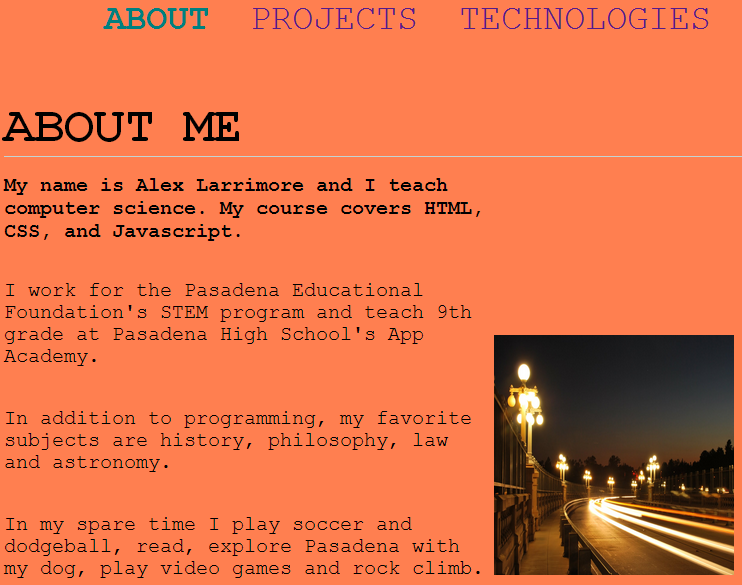 ABOUT PROJECTS TECHNOLOGIES
ABOUT ME
My name is Alex Larrimore and I teach
computer science. My course covers HTML,
CSS, and Javascript.
I work for the Pasadena Educational
Foundation's STEM program and teach 9th
grade at Pasadena High School's App
Academy.
In addition to programming, my favorite
subjects are history, philosophy, law
and astronomy.
In my spare time I play soccer and
dodgeball, read, explore Pasadena with
my dog, play video games and rock climb.